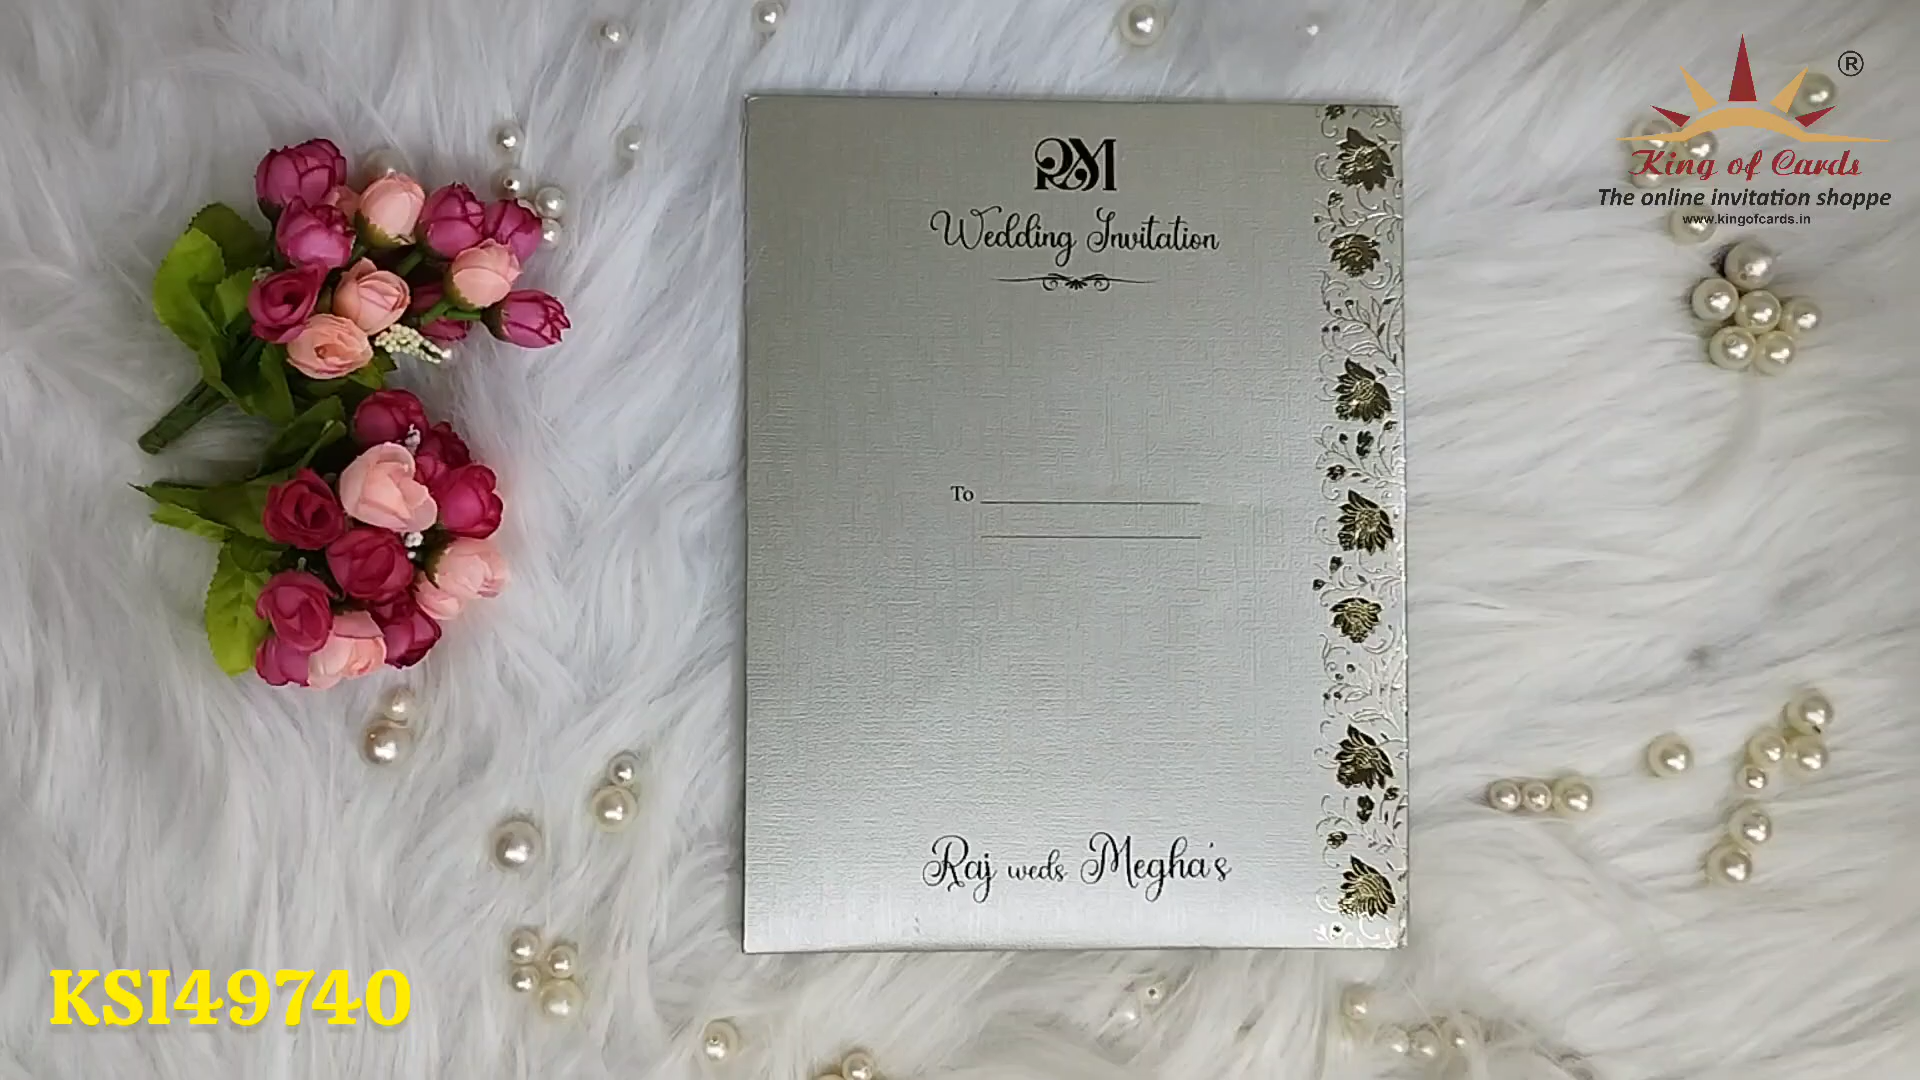 RM
Wedding Invitation
To
Raj weds Megha's
®
King of Cards
The online invitation shoppe
www.kingofcards.in
KSI49740